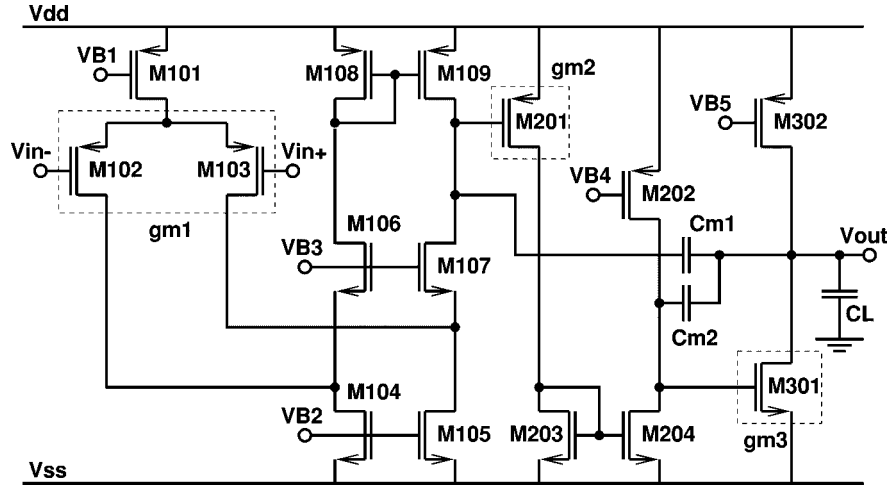 Vdd
VB1
M101
M108
M109
gm2
M201
VB5
M302
Vin-
M102
M103
Vin+
VB4
M202
gm1
M106
Cm1
Vout
VB3
M107
Cm2
CL
M104
M301
VB2
M105
M203
M204
gm3
Vss